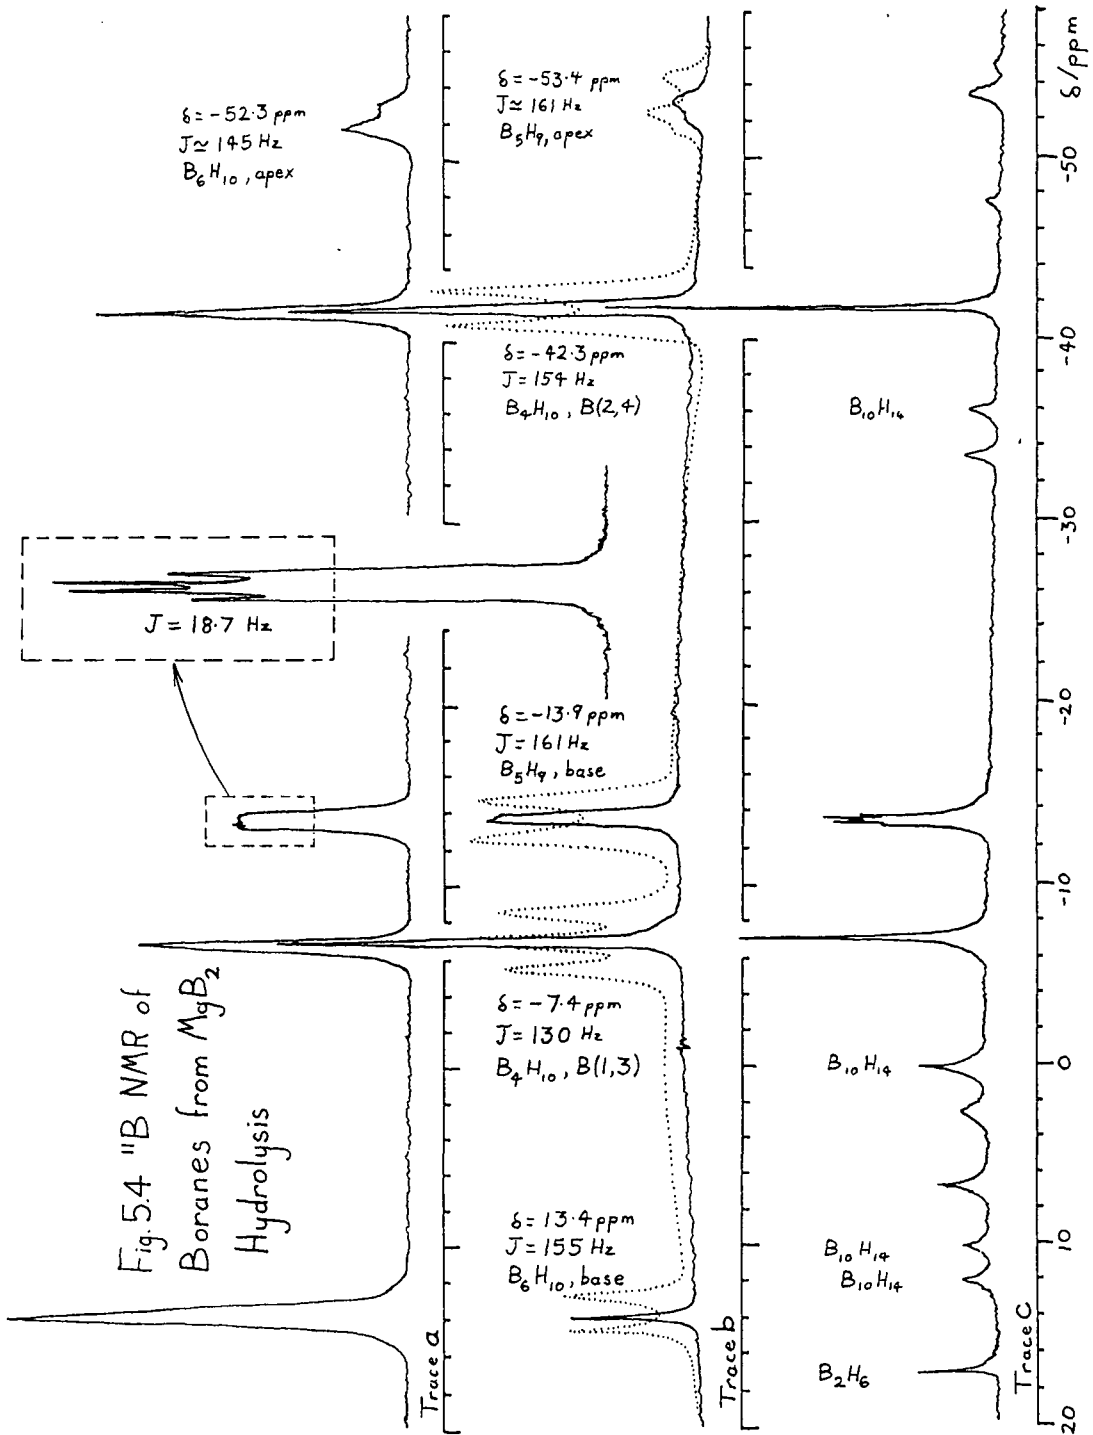 Fig. 5.4 "B NMR of
Boranes from MgB₂
Hydrolysis
δ = -52.3 ppm
J ≃ 145 Hz
B₆H₁₀, apex
J = 18.7 Hz
Trace a
δ = -53.4 ppm
J ≃ 161 Hz
B₅H₉, apex
δ = -42.3 ppm
J = 154 Hz
B₄H₁₀, B(2,4)
δ = -13.9 ppm
J = 161 Hz
B₅H₉, base
δ = -7.4 ppm
J = 130 Hz
B₄H₁₀, B(1,3)
δ = 13.4 ppm
J = 155 Hz
B₆H₁₀, base
Trace b
B₁₀H₁₄
B₁₀H₁₄
B₁₀H₁₄
B₁₀H₁₄
B₂H₆
Trace C
20
10
0
-10
-20
-30
-40
-50
δ/ppm